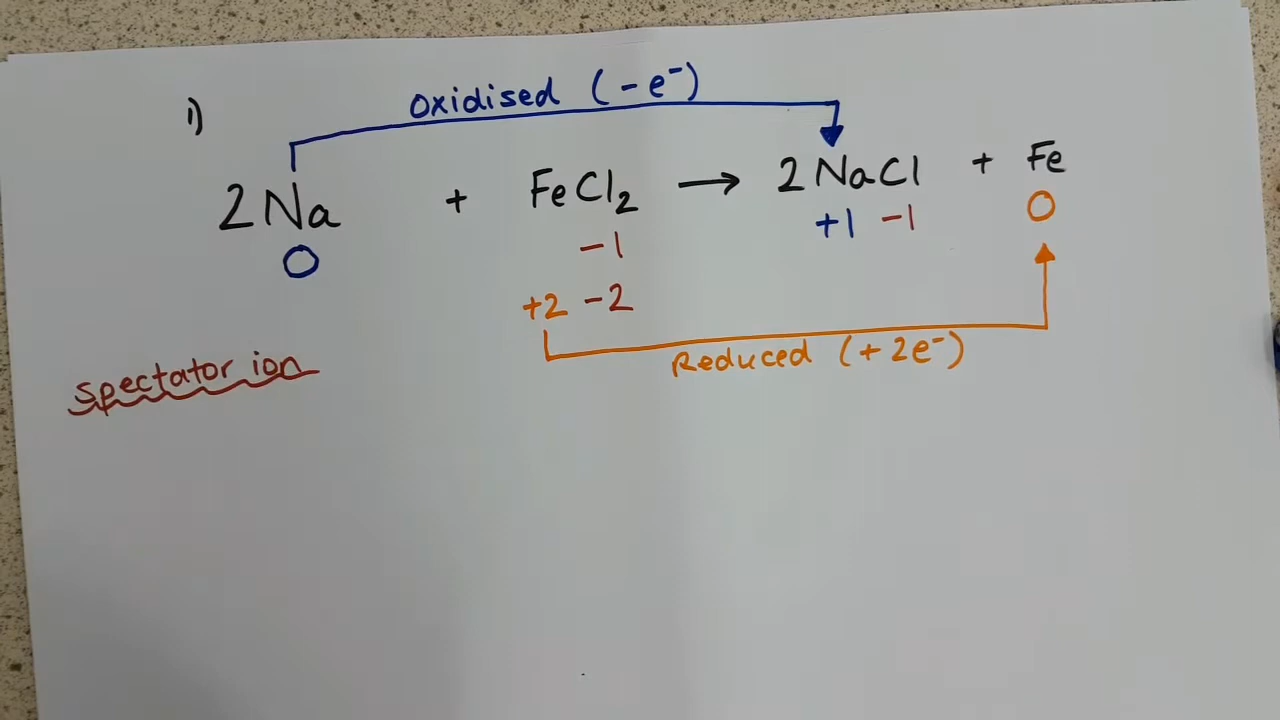 1)
Oxidised (-e⁻)
2Na + FeCl₂ → 2NaCl + Fe
0 -1 +1 -1 0
+2 -2
Reduced (+2e⁻)
Spectator ion